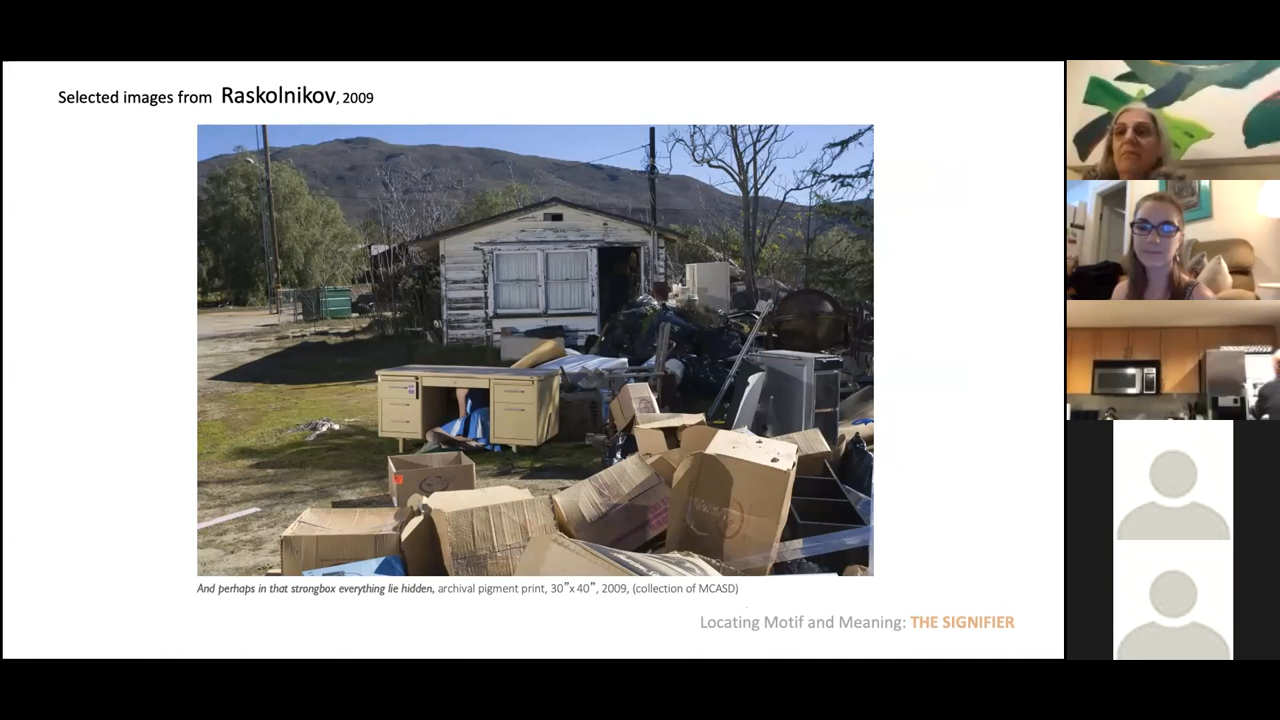 Selected images from Raskolnikov, 2009
And perhaps in that strongbox everything lie hidden, archival pigment print, 30”x 40”, 2009, (collection of MCASD)
Locating Motif and Meaning: THE SIGNIFIER